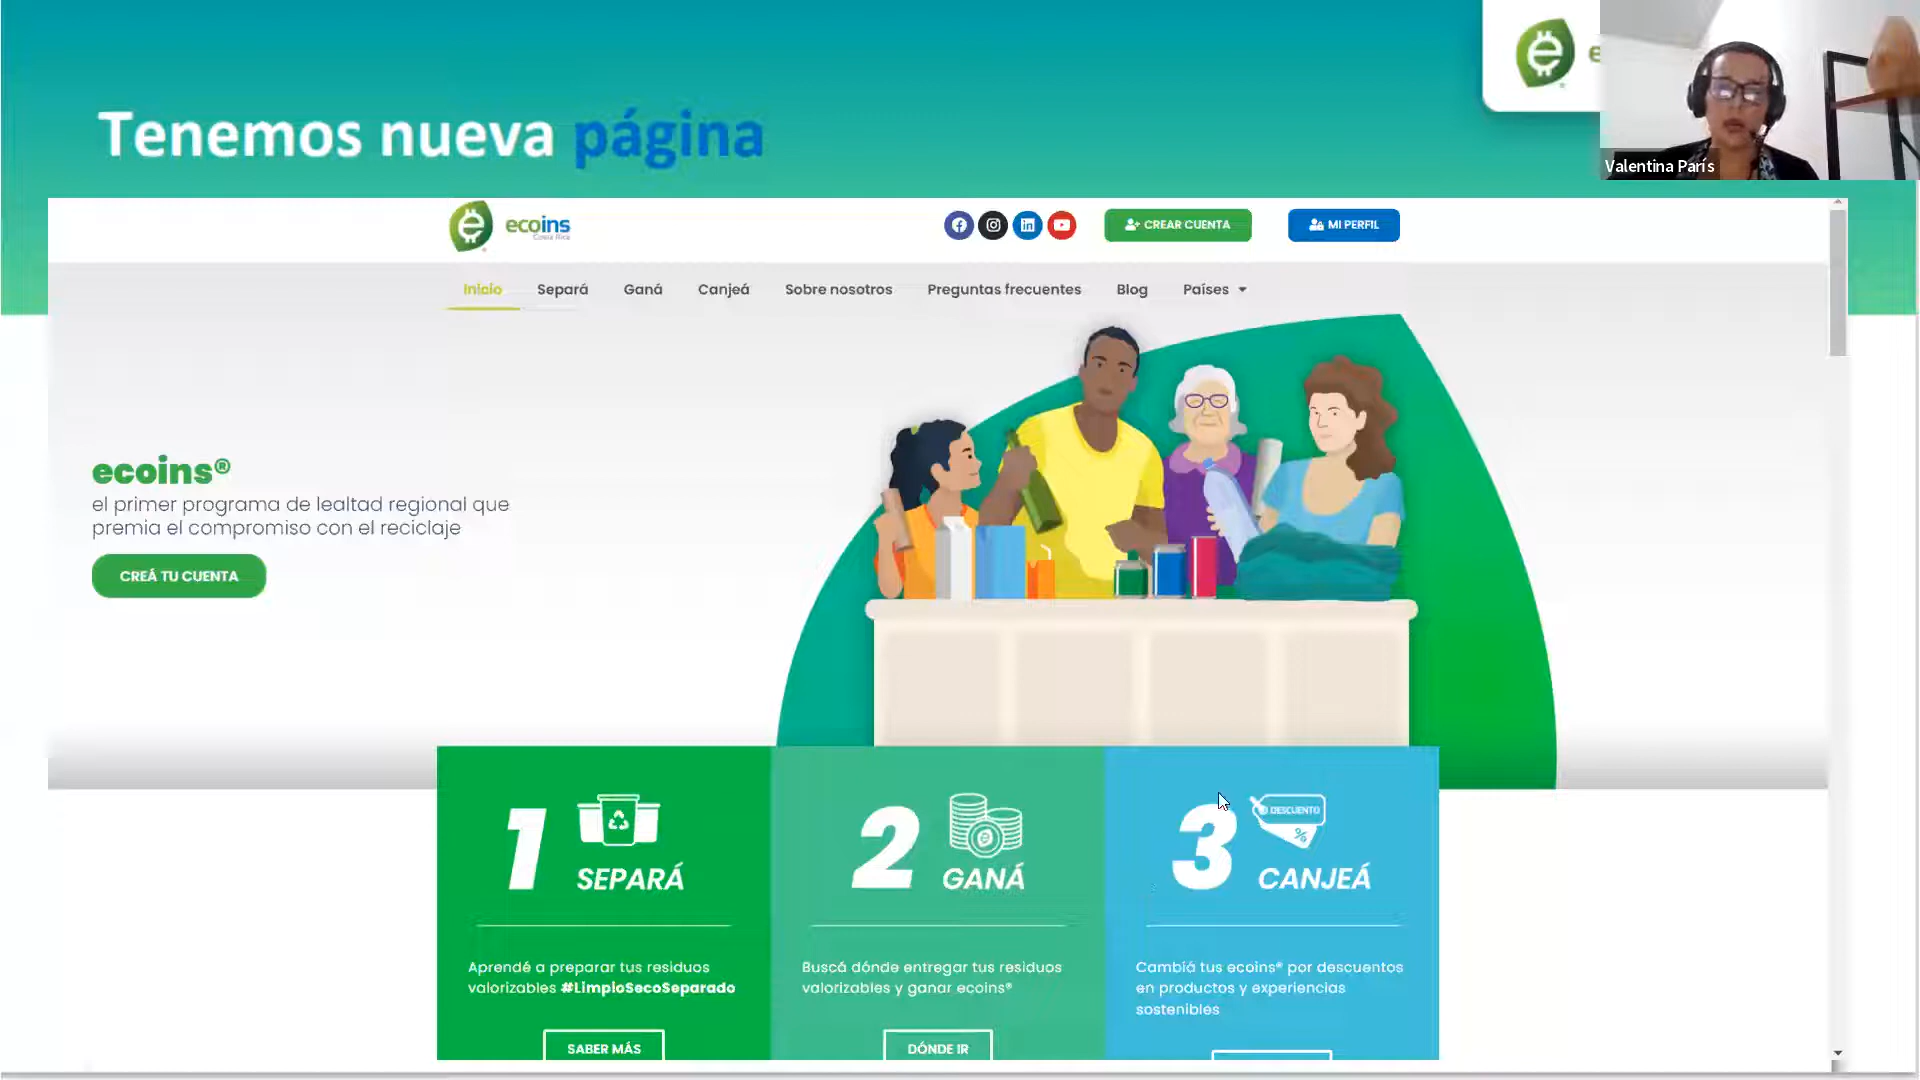 Tenemos nueva página
Valentina París
ecoins
Costa Rica
CREAR CUENTA
MI PERFIL
Inicio
Separá
Ganá
Canjeá
Sobre nosotros
Preguntas frecuentes
Blog
Países
ecoins®
el primer programa de lealtad regional que
premia el compromiso con el reciclaje
CREÁ TU CUENTA
1
SEPARÁ
Aprendé a preparar tus residuos
valorizables #LimpioSecoSeparado
SABER MÁS
2
GANÁ
Buscá dónde entregar tus residuos
valorizables y ganar ecoins®
DÓNDE IR
3
DESCUENTO
%
CANJEÁ
Cambiá tus ecoins® por descuentos
en productos y experiencias
sostenibles